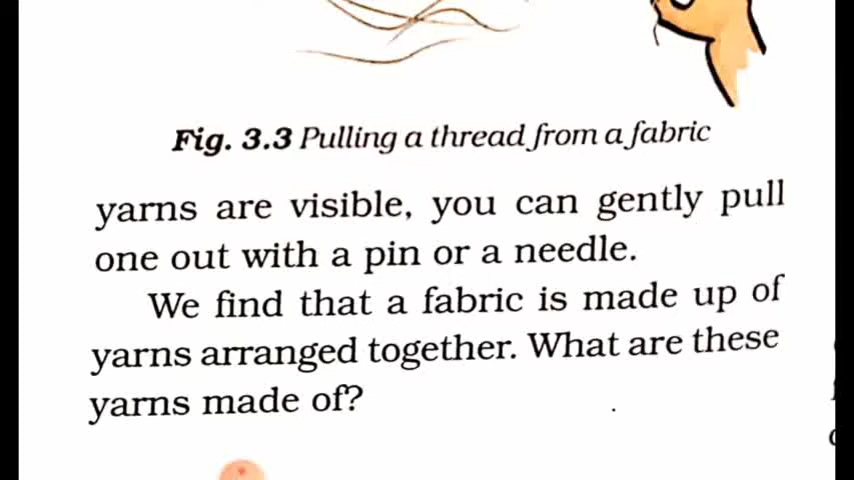 Fig. 3.3 Pulling a thread from a fabric
yarns are visible, you can gently pull
one out with a pin or a needle.
We find that a fabric is made up of
yarns arranged together. What are these
yarns made of?